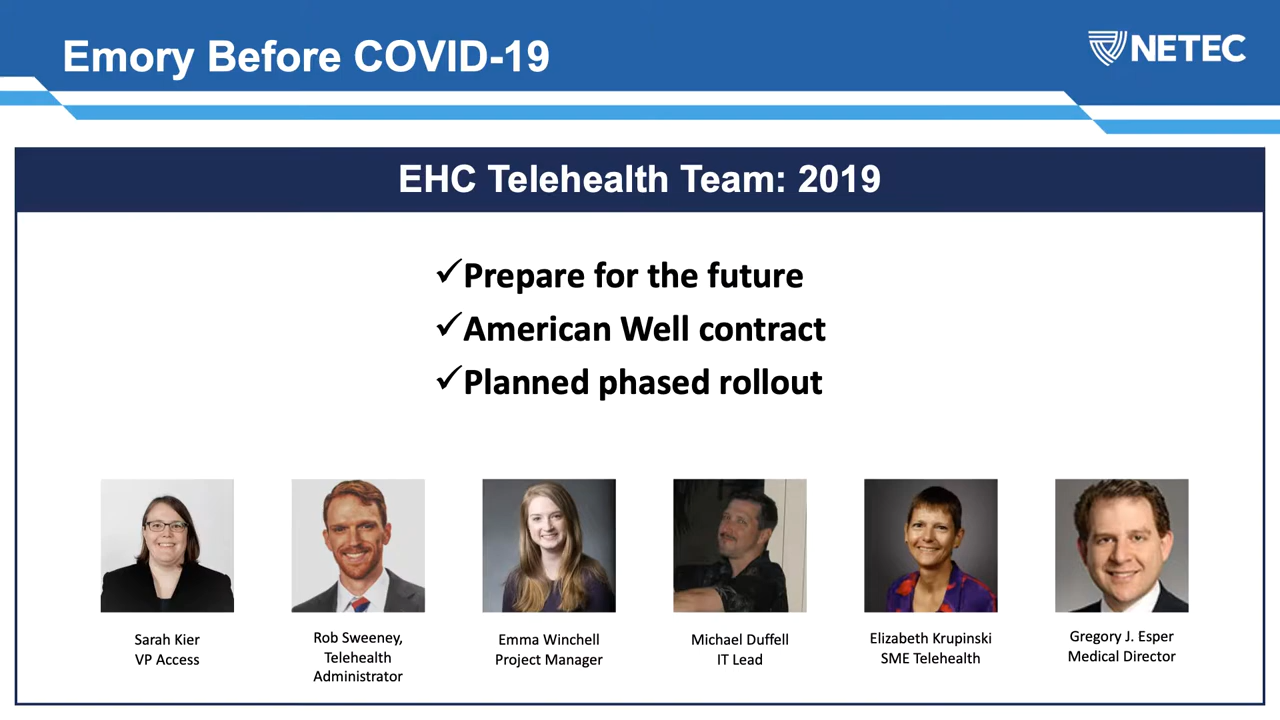 Emory Before COVID-19
NETEC
EHC Telehealth Team: 2019
✓Prepare for the future
✓American Well contract
✓Planned phased rollout
Sarah Kier
VP Access
Rob Sweeney,
Telehealth
Administrator
Emma Winchell
Project Manager
Michael Duffell
IT Lead
Elizabeth Krupinski
SME Telehealth
Gregory J. Esper
Medical Director